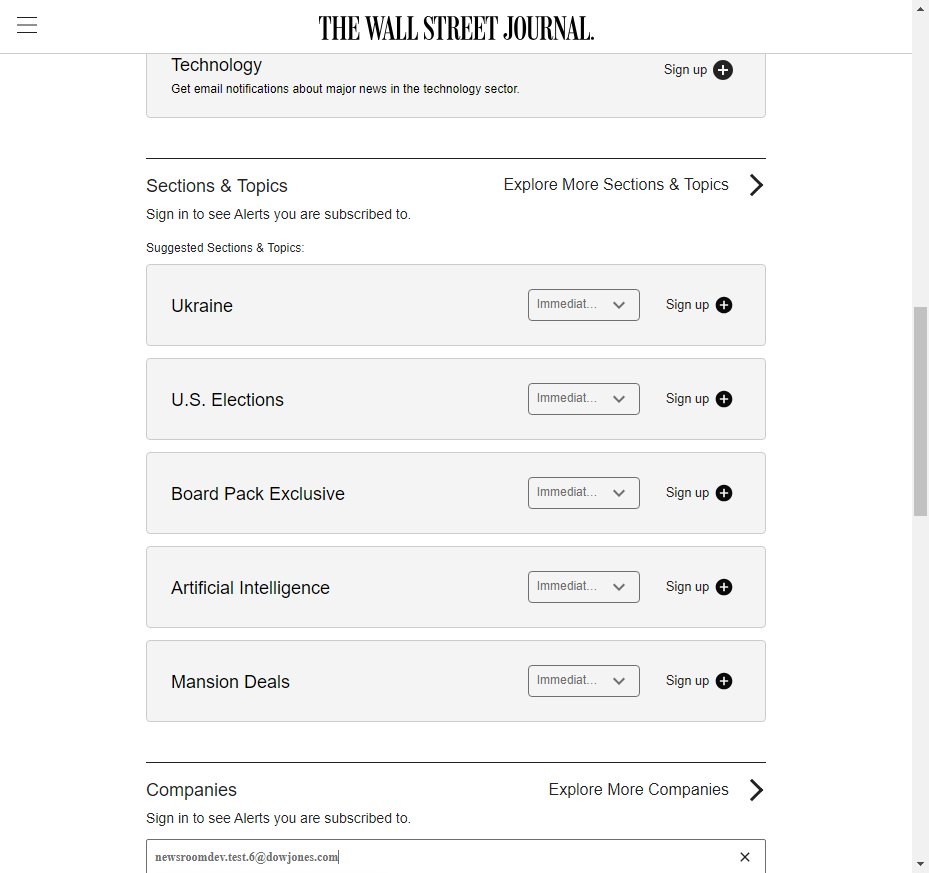 THE WALL STREET JOURNAL.
Technology
Sign up
Get email notifications about major news in the technology sector.
Sections & Topics
Explore More Sections & Topics
Sign in to see Alerts you are subscribed to.
Suggested Sections & Topics:
Ukraine
Immediat...
Sign up
U.S. Elections
Immediat...
Sign up
Board Pack Exclusive
Immediat...
Sign up
Artificial Intelligence
Immediat...
Sign up
Mansion Deals
Immediat...
Sign up
Companies
Explore More Companies
Sign in to see Alerts you are subscribed to.
newsroomdev.test.6@dowjones.com